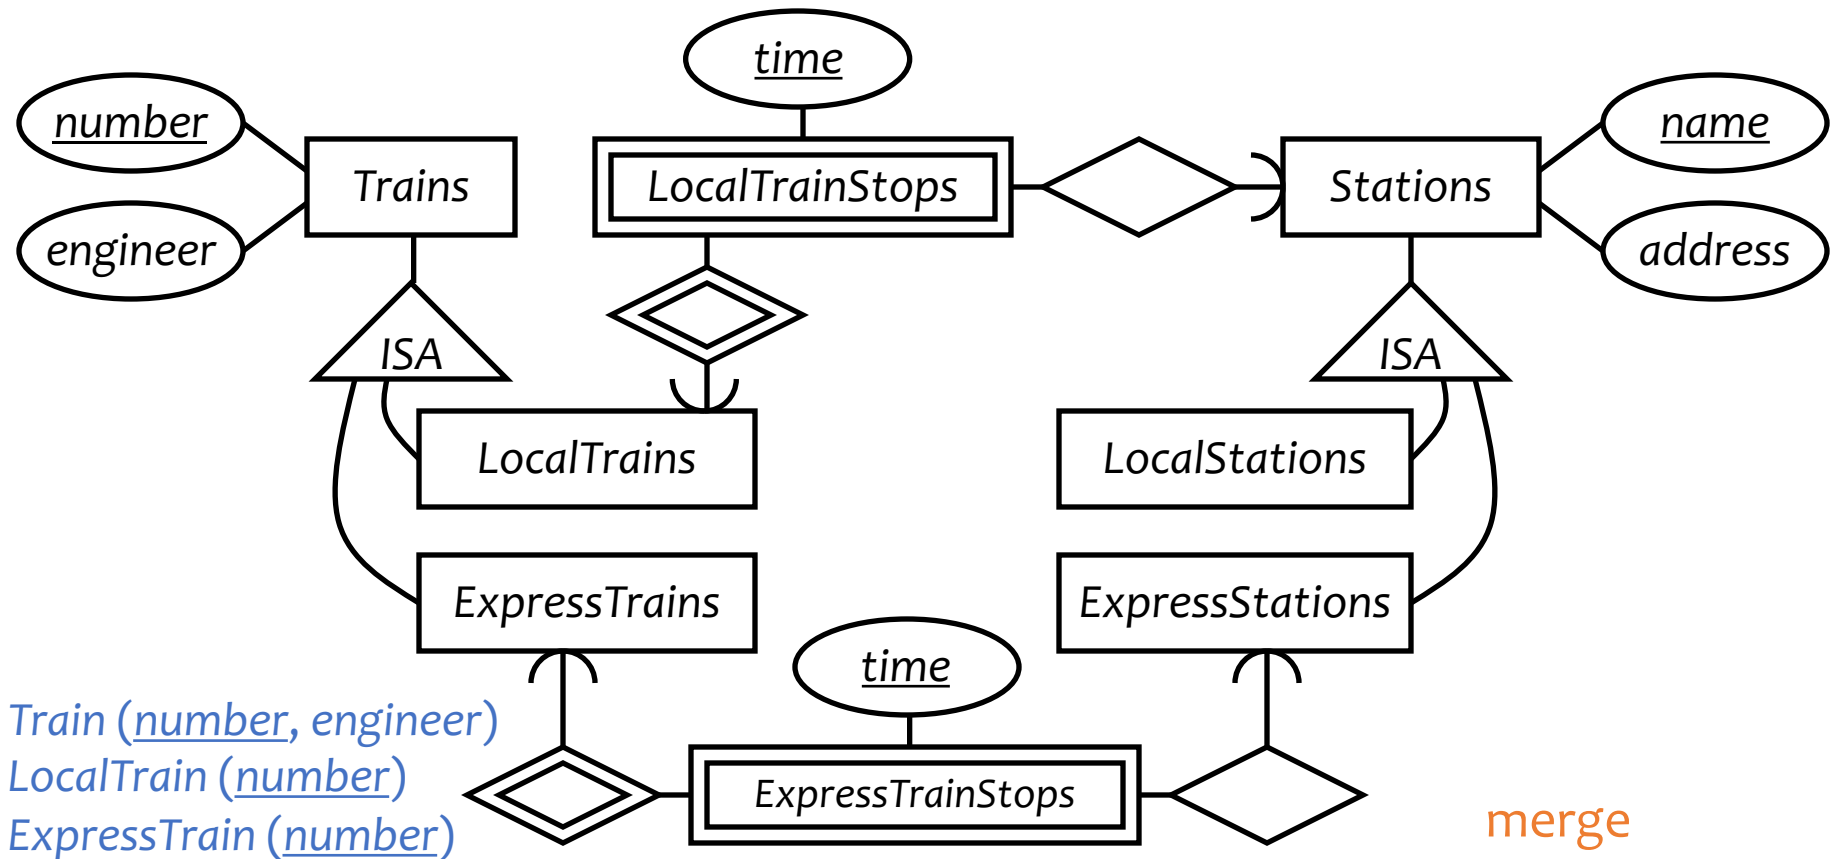 time
number
name
Trains
LocalTrainStops
Stations
engineer
address
ISA
ISA
LocalTrains
LocalStations
ExpressTrains
ExpressStations
time
Train (number, engineer)
LocalTrain (number)
ExpressTrain (number)
ExpressTrainStops
merge